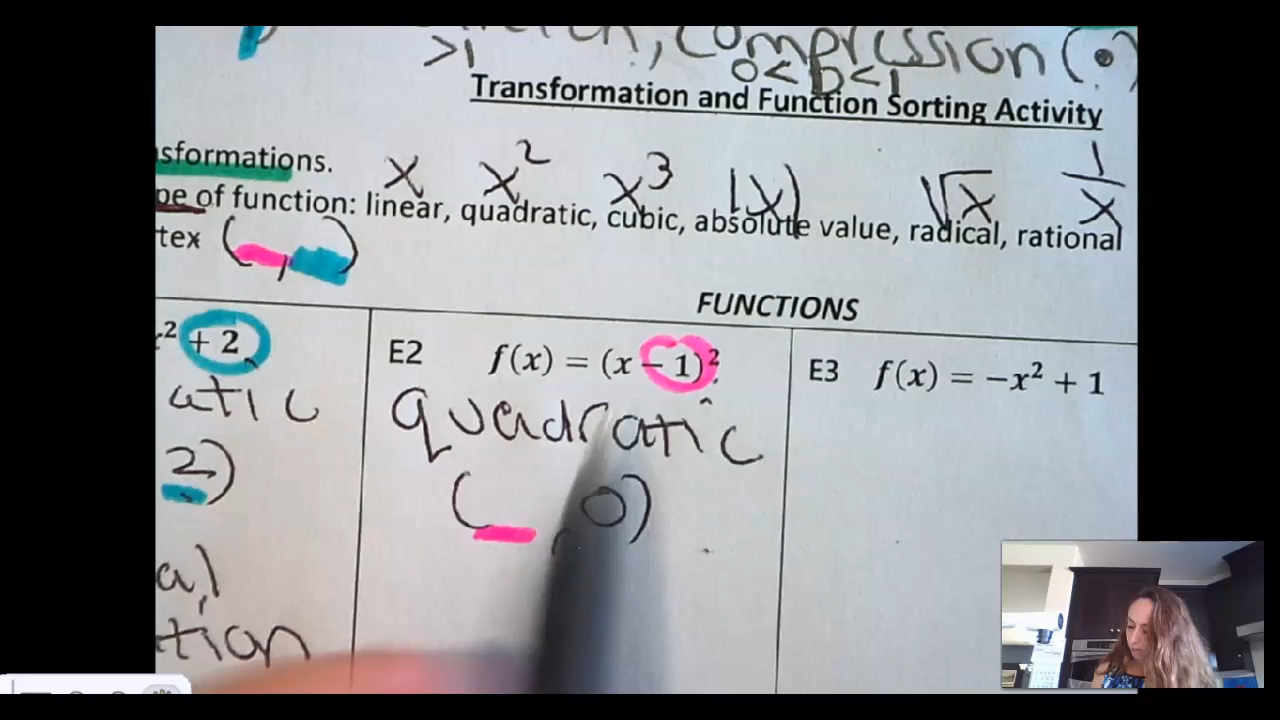 , compression (
>1 0<b<1
Transformation and Function Sorting Activity
sformations. x x² x³ |x| √x 1/x
pe of function: linear, quadratic, cubic, absolute value, radical, rational
tex ( , )
FUNCTIONS
² + 2 E2 f(x) = (x − 1)² E3 f(x) = −x² + 1
atic quadratic
2) ( , 0)
al
ation